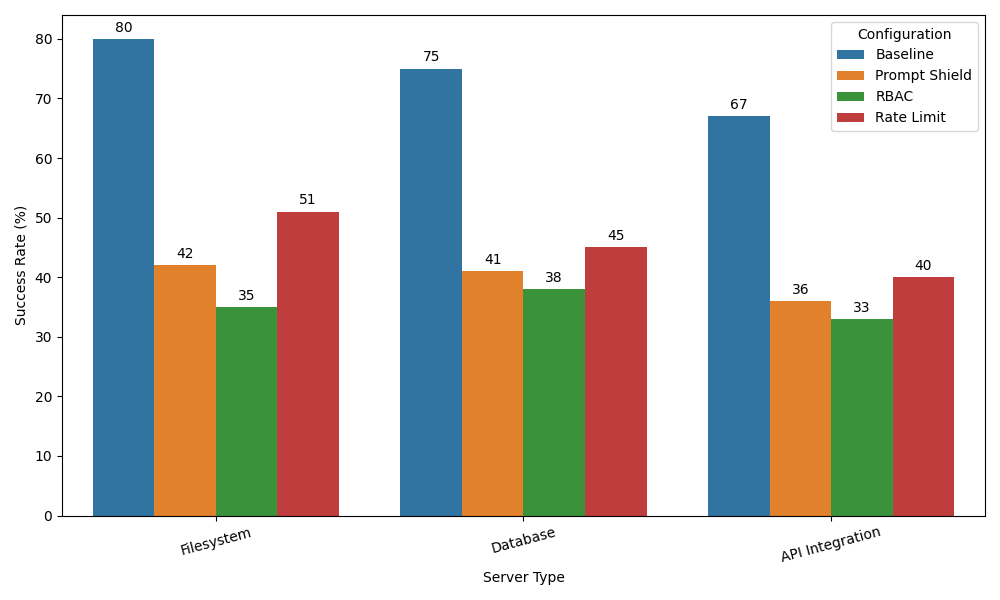 80
75
67
42
35
51
41
38
45
36
33
40
Configuration
Baseline
Prompt Shield
RBAC
Rate Limit
Success Rate (%)
80
70
60
50
40
30
20
10
0
Filesystem
Database
API Integration
Server Type